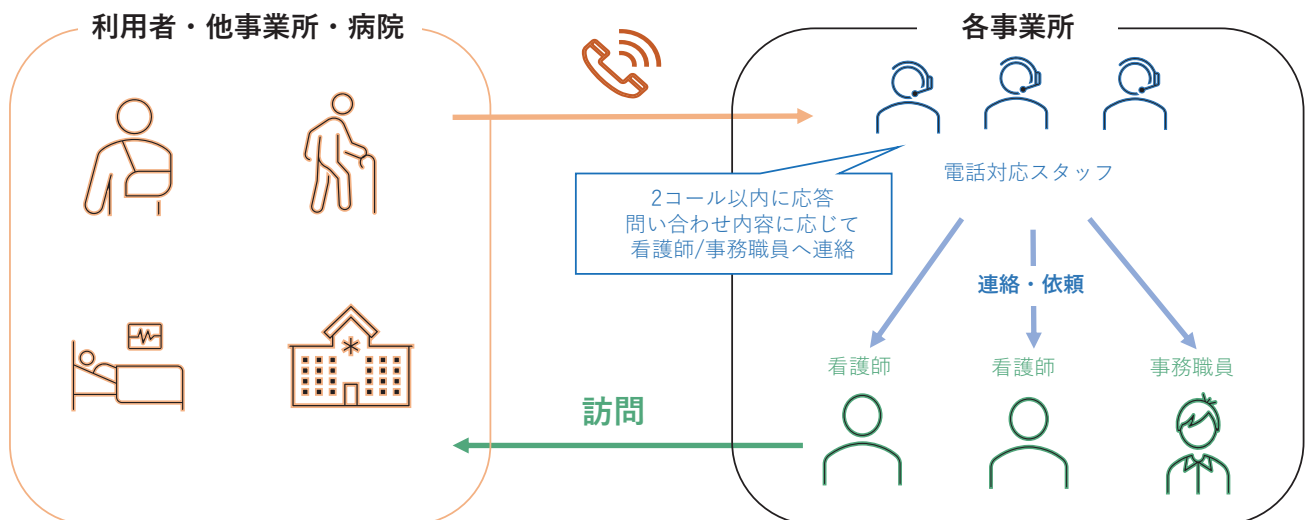 利用者・他事業所・病院
各事業所
電話対応スタッフ
2コール以内に応答
問い合わせ内容に応じて
看護師/事務職員へ連絡
連絡・依頼
看護師
看護師
事務職員
訪問